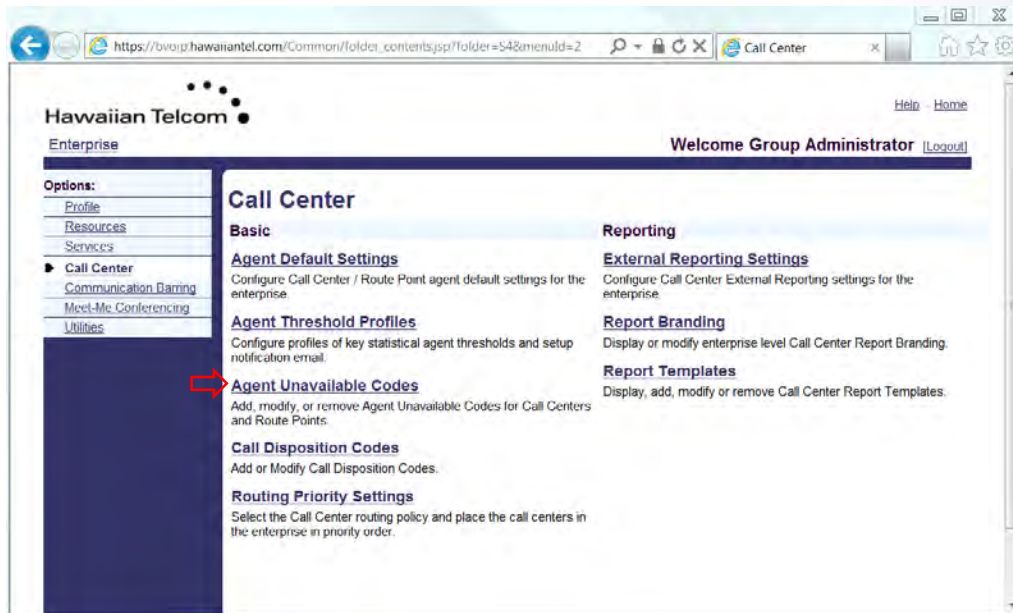 https://bvoip.hawaiiantel.com/Common/folder_contents.jsp?folder=54&menuId=2
Call Center
Hawaiian Telcom
Help - Home
Enterprise
Welcome Group Administrator [Logout]
Options:
Profile
Resources
Services
Call Center
Communication Barring
Meet-Me Conferencing
Utilities
Call Center
Basic
Agent Default Settings
Configure Call Center / Route Point agent default settings for the
enterprise.
Agent Threshold Profiles
Configure profiles of key statistical agent thresholds and setup
notification email.
Agent Unavailable Codes
Add, modify, or remove Agent Unavailable Codes for Call Centers
and Route Points.
Call Disposition Codes
Add or Modify Call Disposition Codes.
Routing Priority Settings
Select the Call Center routing policy and place the call centers in
the enterprise in priority order.
Reporting
External Reporting Settings
Configure Call Center External Reporting settings for the
enterprise.
Report Branding
Display or modify enterprise level Call Center Report Branding.
Report Templates
Display, add, modify or remove Call Center Report Templates.